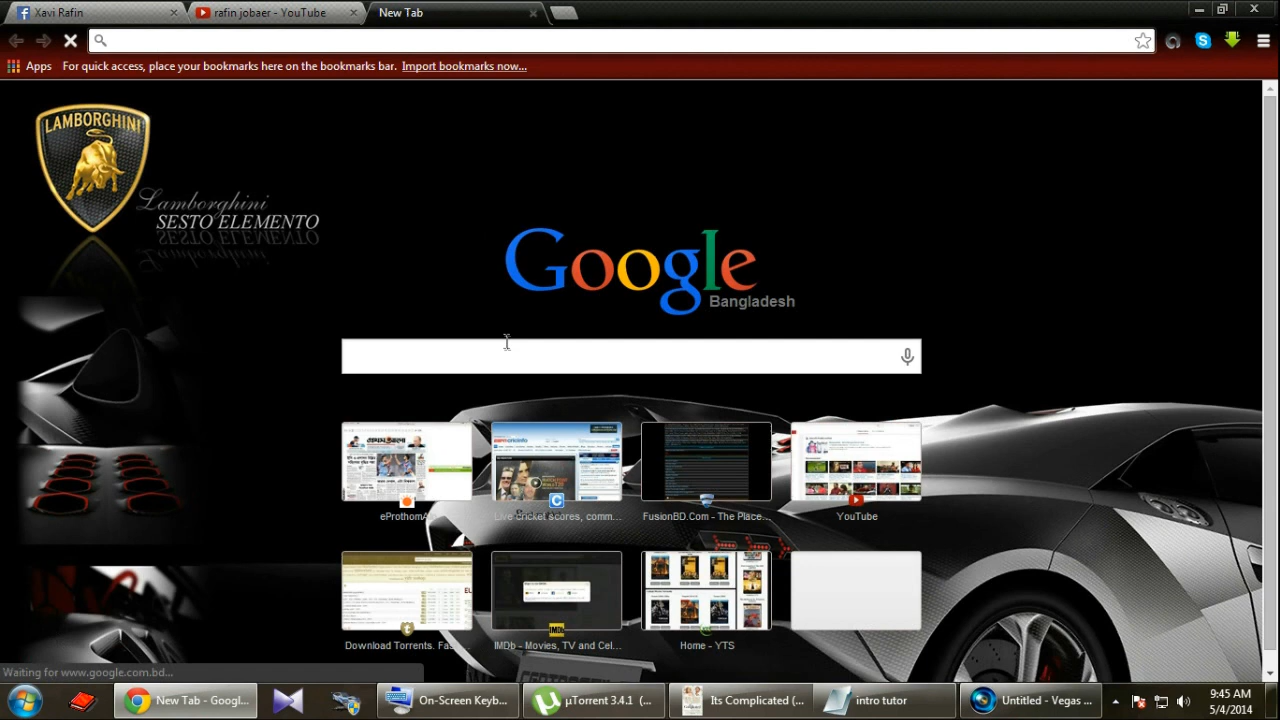 Xavi Rafin
rafin jobaer - YouTube
New Tab
Apps For quick access, place your bookmarks here on the bookmarks bar. Import bookmarks now...
LAMBORGHINI
Lamborghini
SESTO ELEMENTO
Google
Bangladesh
eProthomA
Live cricket scores, comm...
FusionBD.Com - The Place...
YouTube
Download Torrents. Fas
IMDb - Movies, TV and Cel...
Home - YTS
Waiting for www.google.com.bd...
New Tab - Googl...
On-Screen Keyb...
µTorrent 3.4.1 (...
Its Complicated (...
intro tutor
Untitled - Vegas ...
9:45 AM
5/4/2014